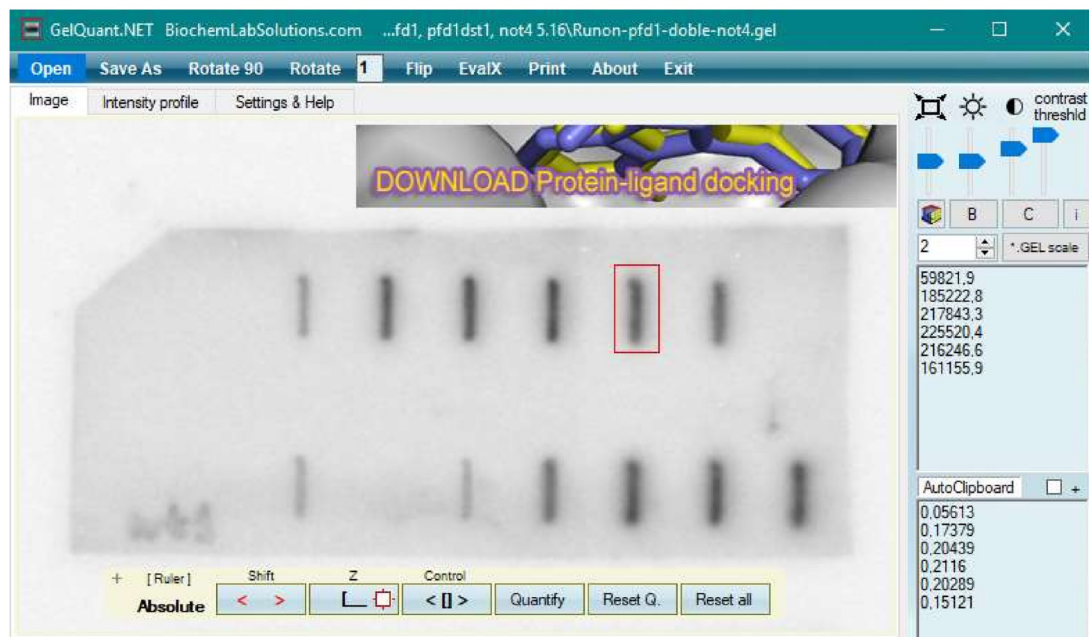 GelQuant.NET BiochemLabSolutions.com ...fd1, pfd1dst1, not4 5.16\Runon-pfd1-doble-not4.gel
Open Save As Rotate 90 Rotate 1 Flip EvalX Print About Exit
Image Intensity profile Settings & Help
contrast
threshld
DOWNLOAD Protein-ligand docking
B C i
2 *.GEL scale
59821,9
185222,8
217843,3
225520,4
216246,6
161155,9
AutoClipboard +
0,05613
0,17379
0,20439
0,2116
0,20289
0,15121
+ [ Ruler ] Shift Z Control
Absolute < > < [] > Quantify Reset Q. Reset all